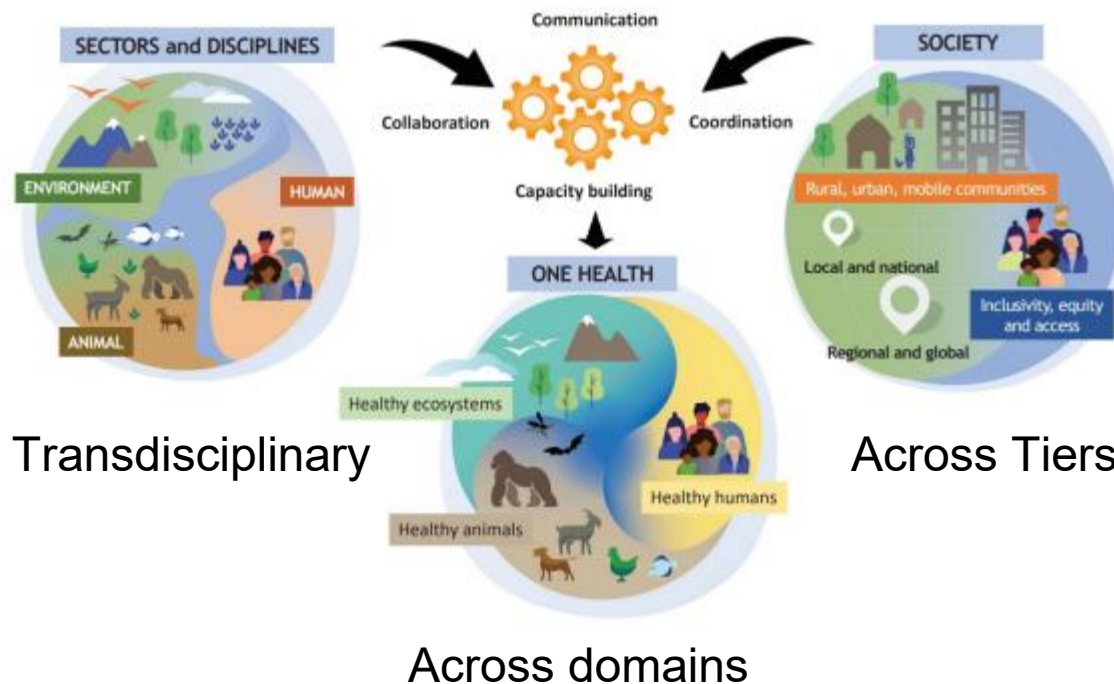 SECTORS and DISCIPLINES
ENVIRONMENT
HUMAN
ANIMAL
Communication
Collaboration
Coordination
Capacity building
SOCIETY
Rural, urban, mobile communities
Local and national
Inclusivity, equity
and access
Regional and global
ONE HEALTH
Healthy ecosystems
Healthy humans
Healthy animals
Transdisciplinary
Across Tiers
Across domains